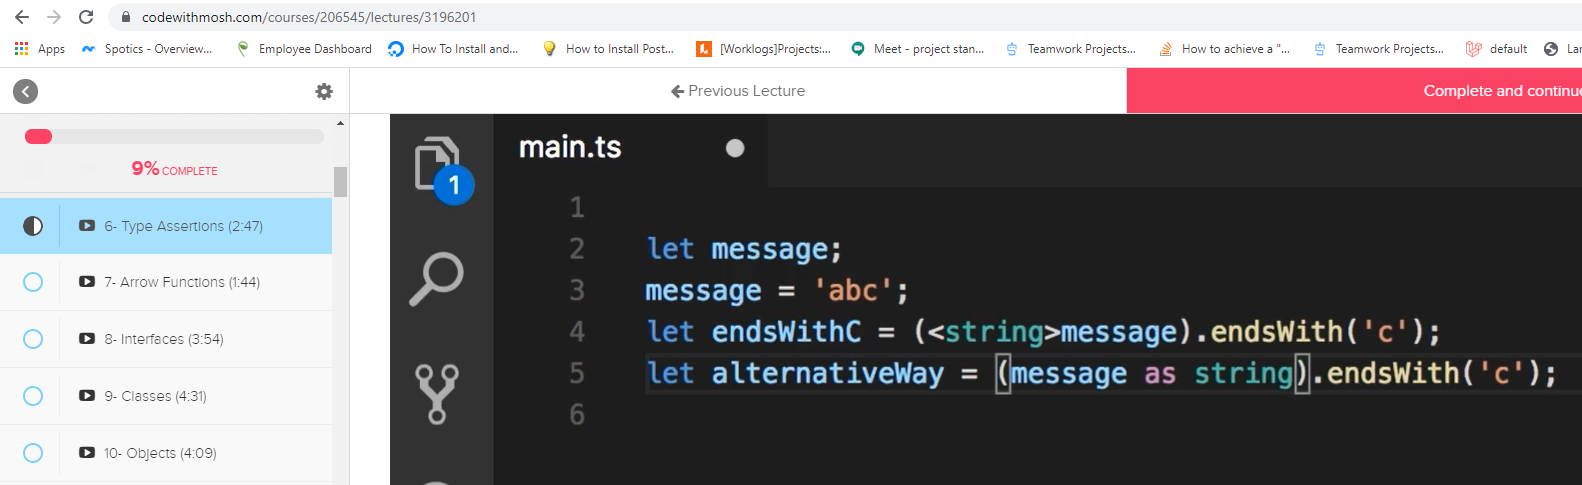 codewithmosh.com/courses/206545/lectures/3196201
Apps Spotics - Overview... Employee Dashboard How To Install and... How to Install Post... [Worklogs]Projects:... Meet - project stan... Teamwork Projects... How to achieve a "... Teamwork Projects... default Lar
Previous Lecture Complete and continue
9% COMPLETE
6- Type Assertions (2:47)
7- Arrow Functions (1:44)
8- Interfaces (3:54)
9- Classes (4:31)
10- Objects (4:09)
1
main.ts
1
2 let message;
3 message = 'abc';
4 let endsWithC = (<string>message).endsWith('c');
5 let alternativeWay = (message as string).endsWith('c');
6